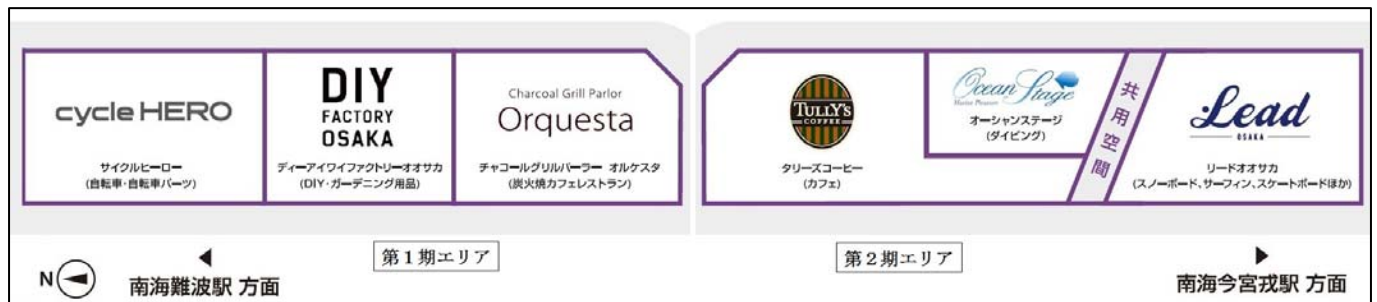 cycle HERO
サイクルヒーロー
(自転車・自転車パーツ)
DIY
FACTORY
OSAKA
ディーアイワイファクトリーオオサカ
(DIY・ガーデニング用品)
Charcoal Grill Parlor
Orquesta
チャコールグリルパーラー オルケスタ
(炭火焼カフェレストラン)
TULLY'S
COFFEE
タリーズコーヒー
(カフェ)
Ocean Stage
Marine Pleasure
オーシャンステージ
(ダイビング)
共用空間
Lead
OSAKA
リードオオサカ
(スノーボード、サーフィン、スケートボードほか)
N
南海難波駅 方面
第1期エリア
第2期エリア
南海今宮戎駅 方面